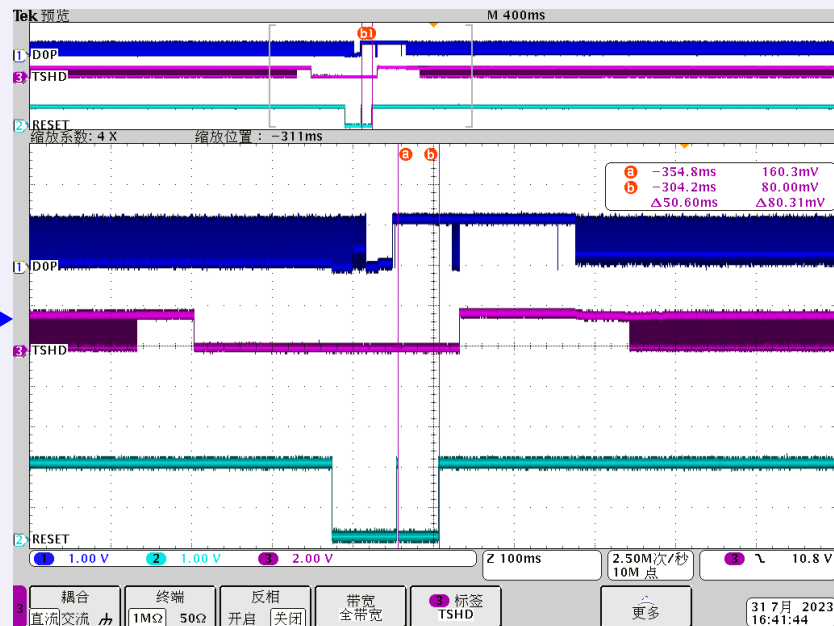 Tek 预览 M 400ms
b1
1 D0P
3 TSHD
2 RESET
缩放系数: 4 X 缩放位置： -311ms
a b
a -354.8ms 160.3mV
b -304.2ms 80.00mV
Δ50.60ms Δ80.31mV
1 D0P
3 TSHD
2 RESET
1 1.00 V 2 1.00 V 3 2.00 V Z 100ms 2.50M次/秒 3 10.8 V
10M 点
3
耦合 终端 反相 带宽 3 标签 更多
直流 交流 1MΩ 50Ω 开启 关闭 全带宽 TSHD
31 7月 2023
16:41:44